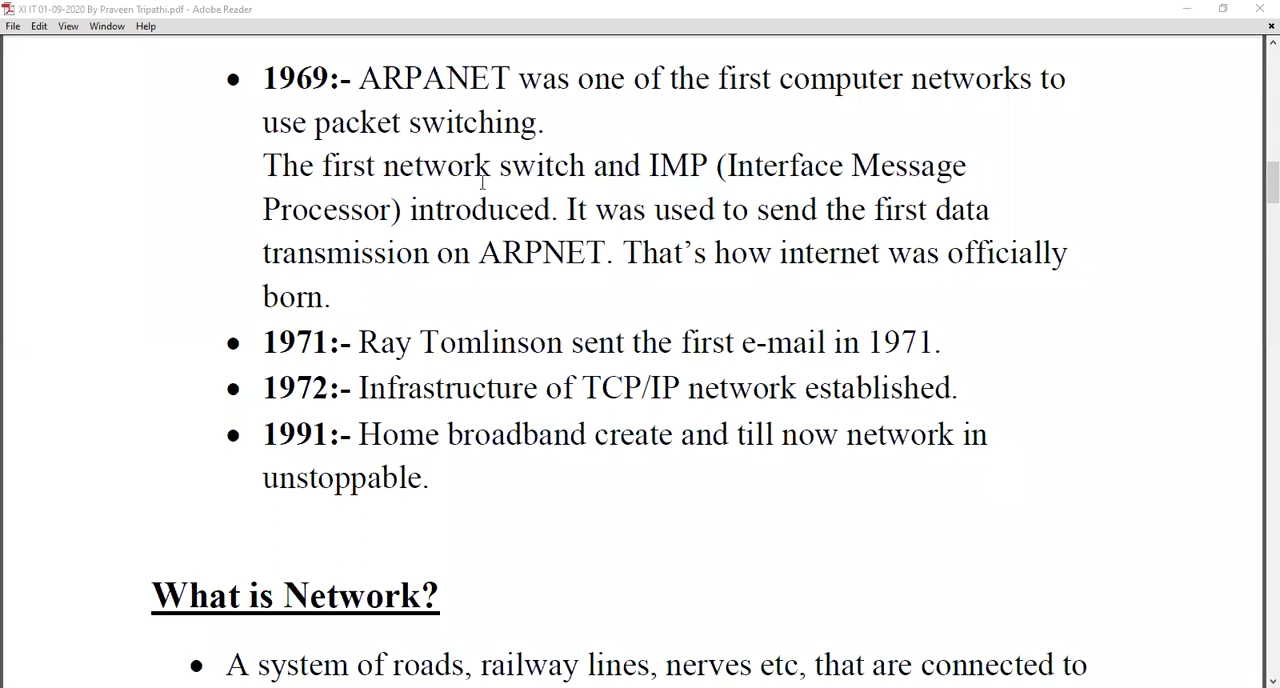 XI IT 01-09-2020 By Praveen Tripathi.pdf - Adobe Reader
File Edit View Window Help
• 1969:- ARPANET was one of the first computer networks to
use packet switching.
The first network switch and IMP (Interface Message
Processor) introduced. It was used to send the first data
transmission on ARPNET. That’s how internet was officially
born.
• 1971:- Ray Tomlinson sent the first e-mail in 1971.
• 1972:- Infrastructure of TCP/IP network established.
• 1991:- Home broadband create and till now network in
unstoppable.
What is Network?
• A system of roads, railway lines, nerves etc, that are connected to